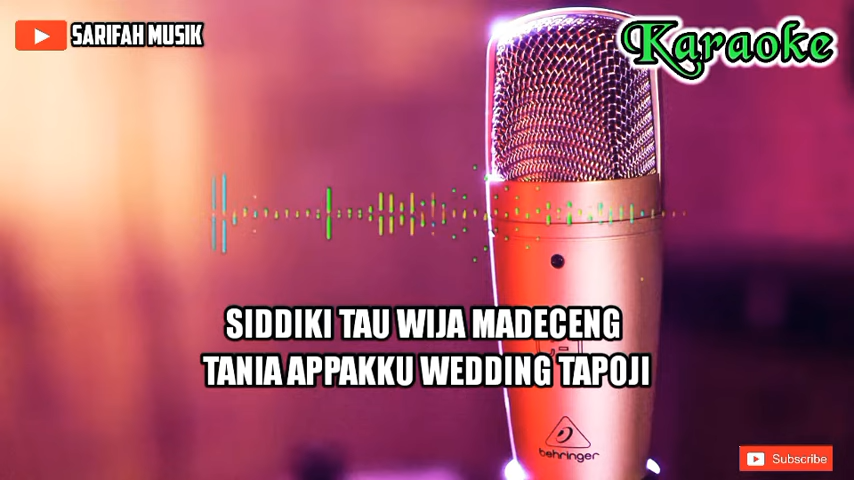 SARIFAH MUSIK
Karaoke
SIDDIKI TAU WIJA MADECENG
TANIA APPAKKU WEDDING TAPOJI
behringer
Subscribe